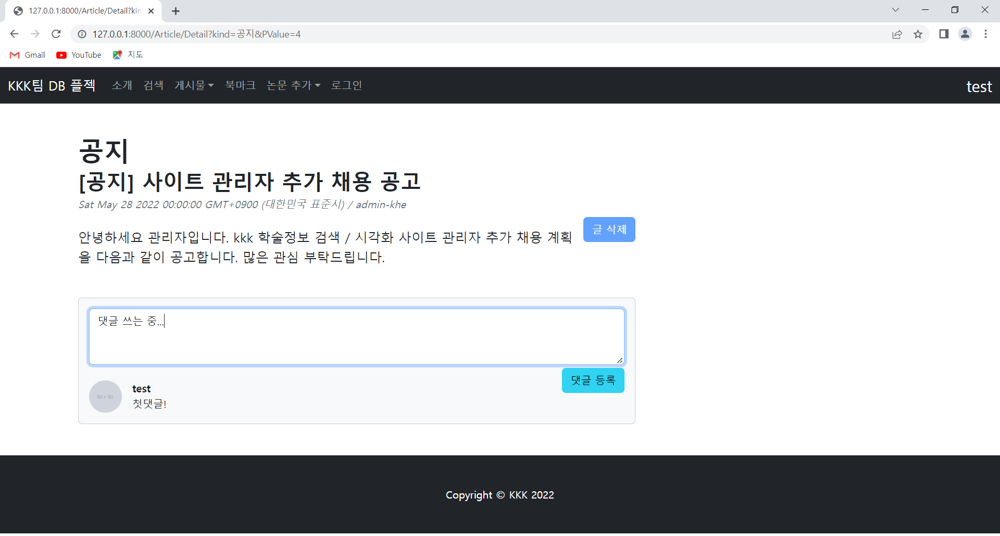 127.0.0.1:8000/Article/Detail?kin
127.0.0.1:8000/Article/Detail?kind=공지&PValue=4
Gmail YouTube 지도
KKK팀 DB 플젝 소개 검색 게시물 북마크 논문 추가 로그인 test
공지
[공지] 사이트 관리자 추가 채용 공고
Sat May 28 2022 00:00:00 GMT+0900 (대한민국 표준시) / admin-khe
글 삭제
안녕하세요 관리자입니다. kkk 학술정보 검색 / 시각화 사이트 관리자 추가 채용 계획
을 다음과 같이 공고합니다. 많은 관심 부탁드립니다.
댓글 쓰는 중...
댓글 등록
50 x 50
test
첫댓글!
Copyright © KKK 2022